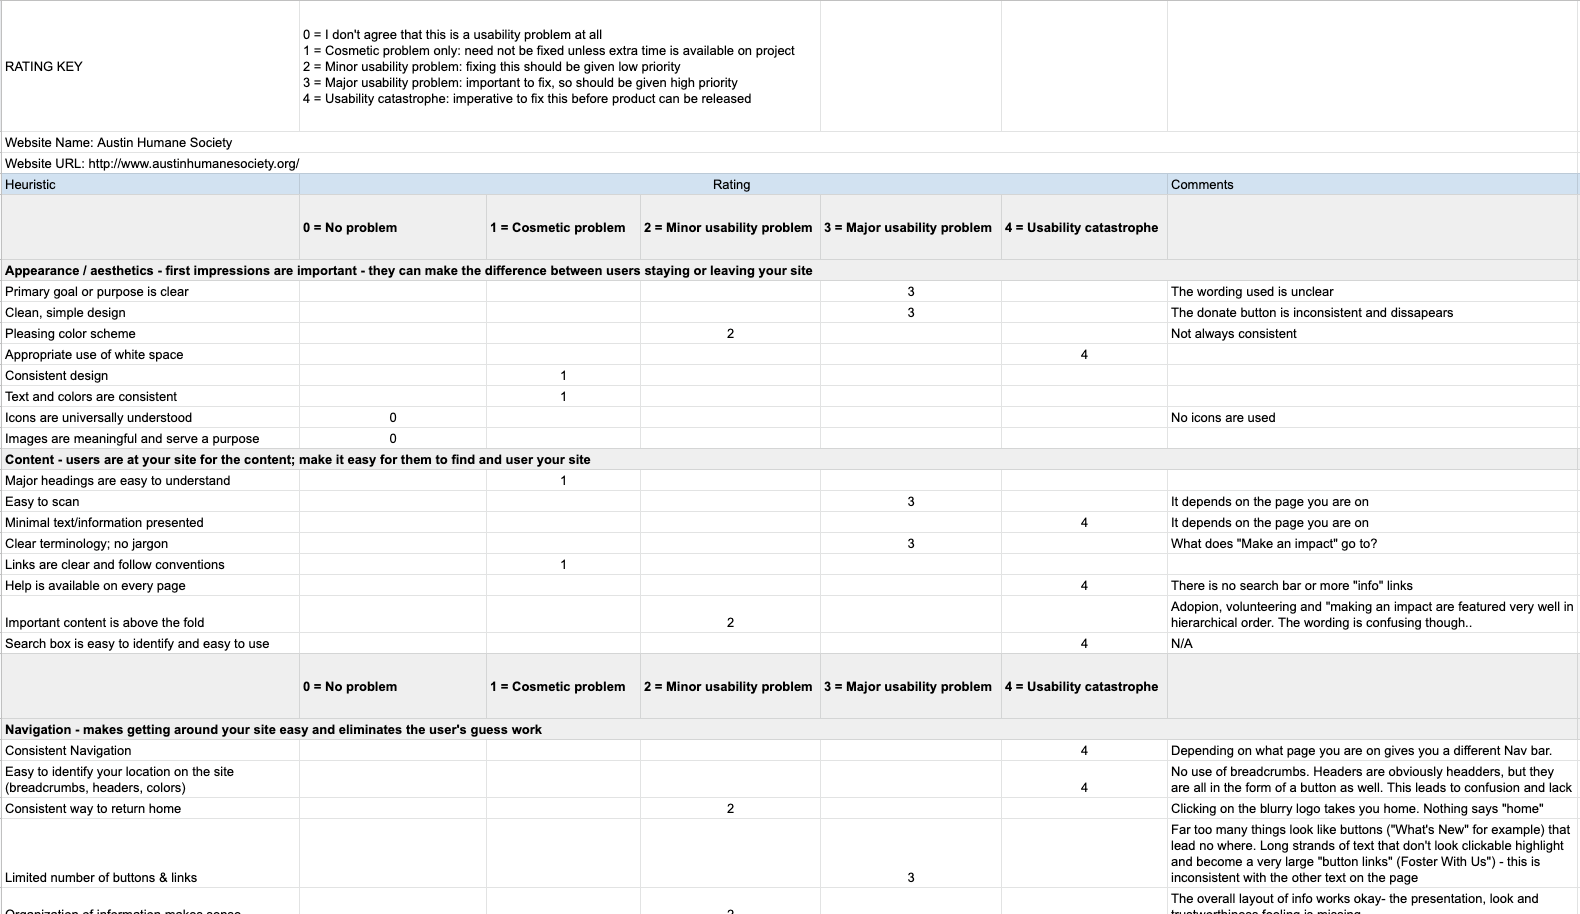 RATING KEY
0 = I don't agree that this is a usability problem at all
1 = Cosmetic problem only: need not be fixed unless extra time is available on project
2 = Minor usability problem: fixing this should be given low priority
3 = Major usability problem: important to fix, so should be given high priority
4 = Usability catastrophe: imperative to fix this before product can be released
Website Name: Austin Humane Society
Website URL: http://www.austinhumanesociety.org/
Heuristic Rating Comments
0 = No problem 1 = Cosmetic problem 2 = Minor usability problem 3 = Major usability problem 4 = Usability catastrophe
Appearance / aesthetics - first impressions are important - they can make the difference between users staying or leaving your site
Primary goal or purpose is clear 3 The wording used is unclear
Clean, simple design 3 The donate button is inconsistent and dissapears
Pleasing color scheme 2 Not always consistent
Appropriate use of white space 4
Consistent design 1
Text and colors are consistent 1
Icons are universally understood 0 No icons are used
Images are meaningful and serve a purpose 0
Content - users are at your site for the content; make it easy for them to find and user your site
Major headings are easy to understand 1
Easy to scan 3 It depends on the page you are on
Minimal text/information presented 4 It depends on the page you are on
Clear terminology; no jargon 3 What does "Make an impact" go to?
Links are clear and follow conventions 1
Help is available on every page 4 There is no search bar or more "info" links
Adopion, volunteering and "making an impact are featured very well in
Important content is above the fold 2 hierarchical order. The wording is confusing though..
Search box is easy to identify and easy to use 4 N/A
0 = No problem 1 = Cosmetic problem 2 = Minor usability problem 3 = Major usability problem 4 = Usability catastrophe
Navigation - makes getting around your site easy and eliminates the user's guess work
Consistent Navigation 4 Depending on what page you are on gives you a different Nav bar.
Easy to identify your location on the site
(breadcrumbs, headers, colors) 4
No use of breadcrumbs. Headers are obviously headders, but they
are all in the form of a button as well. This leads to confusion and lack
Consistent way to return home 2 Clicking on the blurry logo takes you home. Nothing says "home"
Far too many things look like buttons ("What's New" for example) that
lead no where. Long strands of text that don't look clickable highlight
and become a very large "button links" (Foster With Us") - this is
Limited number of buttons & links 3 inconsistent with the other text on the page
The overall layout of info works okay- the presentation, look and
Organization of information makes sense 2 trustworthiness feeling is missing